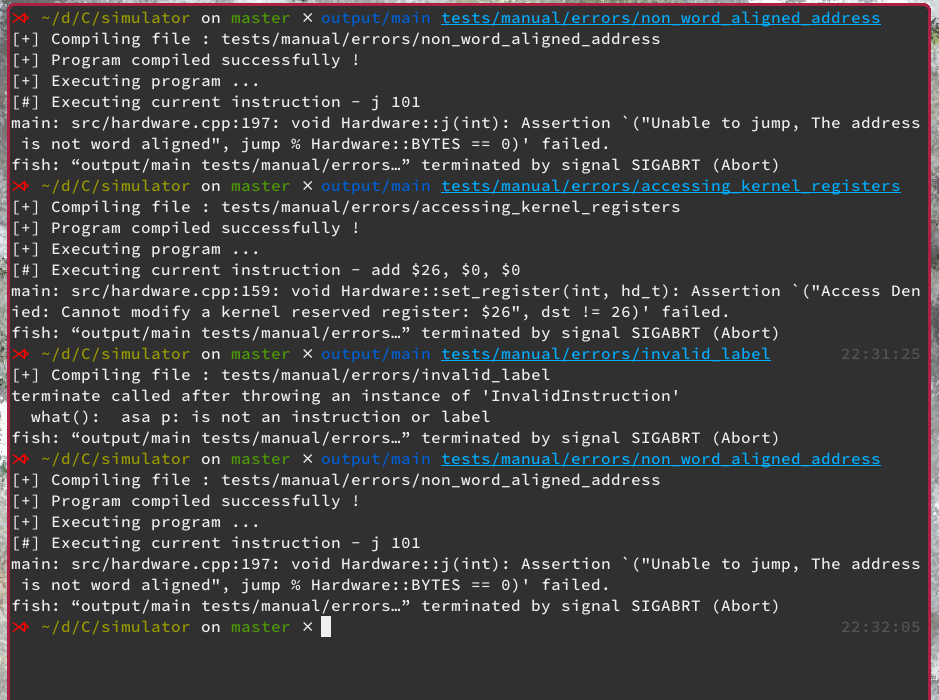 ~/d/C/simulator on master × output/main tests/manual/errors/non_word_aligned_address
[+] Compiling file : tests/manual/errors/non_word_aligned_address
[+] Program compiled successfully !
[+] Executing program ...
[#] Executing current instruction - j 101
main: src/hardware.cpp:197: void Hardware::j(int): Assertion `("Unable to jump, The address
is not word aligned", jump % Hardware::BYTES == 0)' failed.
fish: “output/main tests/manual/errors…” terminated by signal SIGABRT (Abort)
~/d/C/simulator on master × output/main tests/manual/errors/accessing_kernel_registers
[+] Compiling file : tests/manual/errors/accessing_kernel_registers
[+] Program compiled successfully !
[+] Executing program ...
[#] Executing current instruction - add $26, $0, $0
main: src/hardware.cpp:159: void Hardware::set_register(int, hd_t): Assertion `("Access Den
ied: Cannot modify a kernel reserved register: $26", dst != 26)' failed.
fish: “output/main tests/manual/errors…” terminated by signal SIGABRT (Abort)
~/d/C/simulator on master × output/main tests/manual/errors/invalid_label 22:31:25
[+] Compiling file : tests/manual/errors/invalid_label
terminate called after throwing an instance of 'InvalidInstruction'
what(): asa p: is not an instruction or label
fish: “output/main tests/manual/errors…” terminated by signal SIGABRT (Abort)
~/d/C/simulator on master × output/main tests/manual/errors/non_word_aligned_address
[+] Compiling file : tests/manual/errors/non_word_aligned_address
[+] Program compiled successfully !
[+] Executing program ...
[#] Executing current instruction - j 101
main: src/hardware.cpp:197: void Hardware::j(int): Assertion `("Unable to jump, The address
is not word aligned", jump % Hardware::BYTES == 0)' failed.
fish: “output/main tests/manual/errors…” terminated by signal SIGABRT (Abort)
~/d/C/simulator on master × 22:32:05